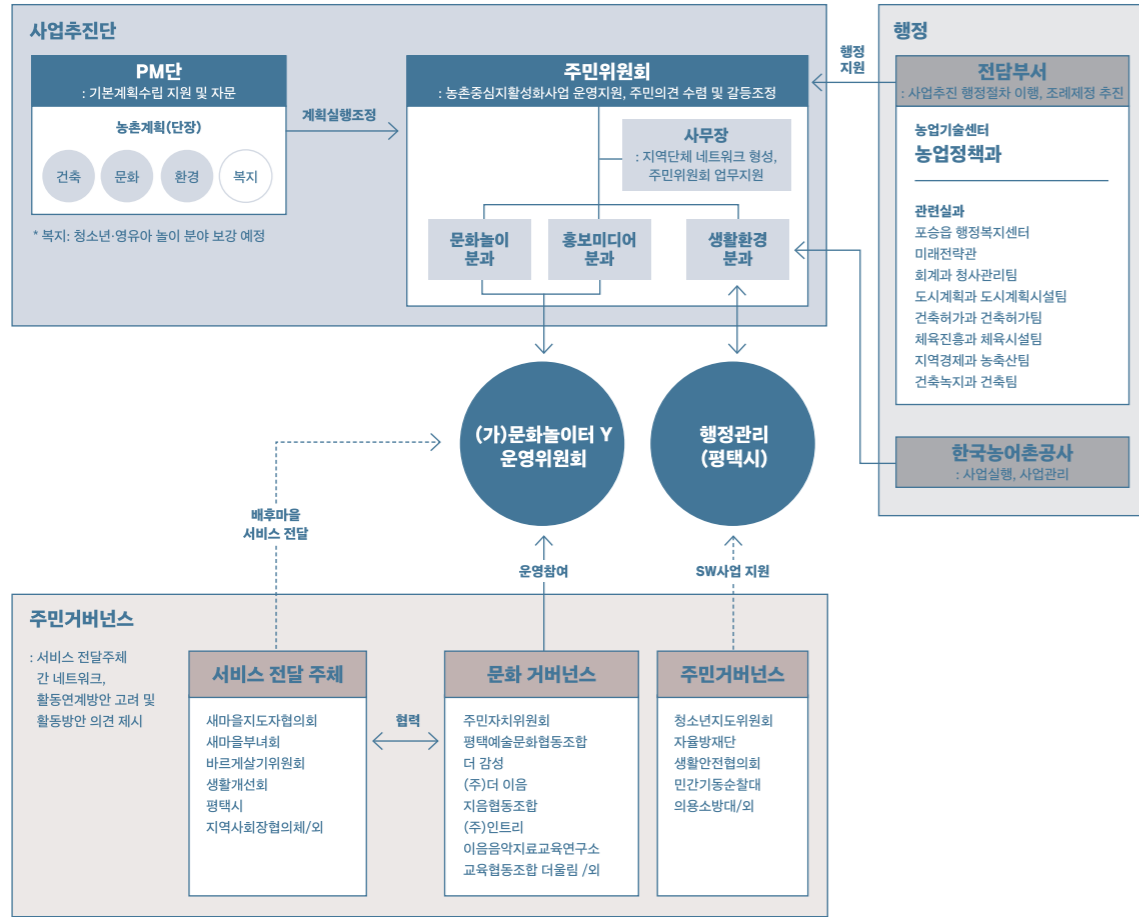 사업추진단
PM단
: 기본계획수립 지원 및 자문
농촌계획(단장)
건축
문화
환경
복지
* 복지: 청소년·영유아 놀이 분야 보강 예정
계획실행조정
주민위원회
: 농촌중심지활성화사업 운영지원, 주민의견 수렴 및 갈등조정
사무장
: 지역단체 네트워크 형성,
주민위원회 업무지원
문화놀이
분과
홍보미디어
분과
생활환경
분과
행정
지원
행정
전담부서
: 사업추진 행정절차 이행, 조례제정 추진
농업기술센터
농업정책과
관련실과
포승읍 행정복지센터
미래전략관
회계과 청사관리팀
도시계획과 도시계획시설팀
건축허가과 건축허가팀
체육진흥과 체육시설팀
지역경제과 농축산팀
건축녹지과 건축팀
한국농어촌공사
: 사업실행, 사업관리
(가)문화놀이터 Y
운영위원회
행정관리
(평택시)
배후마을
서비스 전달
운영참여
SW사업 지원
주민거버넌스
: 서비스 전달주체
간 네트워크,
활동연계방안 고려 및
활동방안 의견 제시
서비스 전달 주체
새마을지도자협의회
새마을부녀회
바르게살기위원회
생활개선회
평택시
지역사회장협의체/외
협력
문화 거버넌스
주민자치위원회
평택예술문화협동조합
더 감성
(주)더 이음
지음협동조합
(주)인트리
이음음악치료교육연구소
교육협동조합 더울림 /외
주민거버넌스
청소년지도위원회
자율방재단
생활안전협의회
민간기동순찰대
의용소방대/외